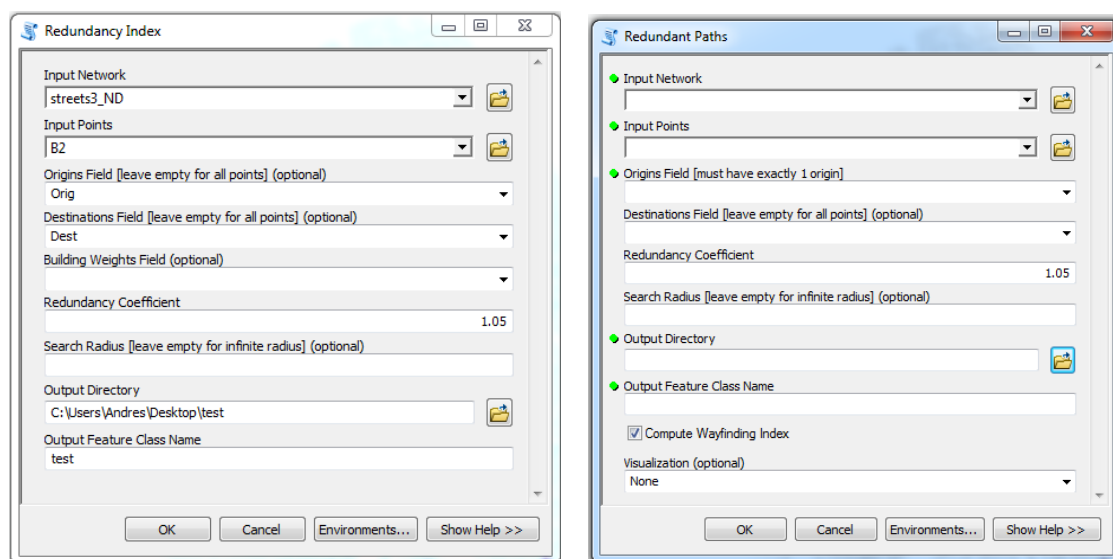 Redundancy Index
Input Network
streets3_ND
Input Points
B2
Origins Field [leave empty for all points] (optional)
Orig
Destinations Field [leave empty for all points] (optional)
Dest
Building Weights Field (optional)
Redundancy Coefficient
1.05
Search Radius [leave empty for infinite radius] (optional)
Output Directory
C:\Users\Andres\Desktop\test
Output Feature Class Name
test
OK Cancel Environments... Show Help >>
Redundant Paths
Input Network
Input Points
Origins Field [must have exactly 1 origin]
Destinations Field [leave empty for all points] (optional)
Redundancy Coefficient
1.05
Search Radius [leave empty for infinite radius] (optional)
Output Directory
Output Feature Class Name
Compute Wayfinding Index
Visualization (optional)
None
OK Cancel Environments... Show Help >>